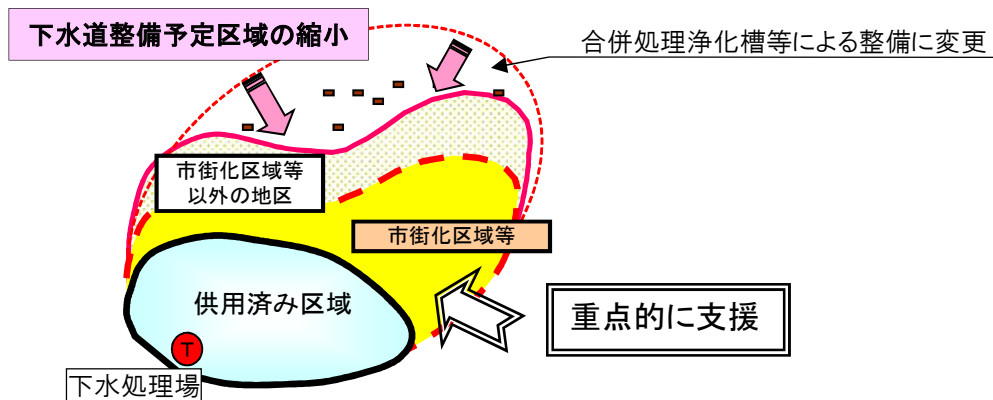 下水道整備予定区域の縮小
合併処理浄化槽等による整備に変更
市街化区域等
以外の地区
市街化区域等
供用済み区域
重点的に支援
T
下水処理場